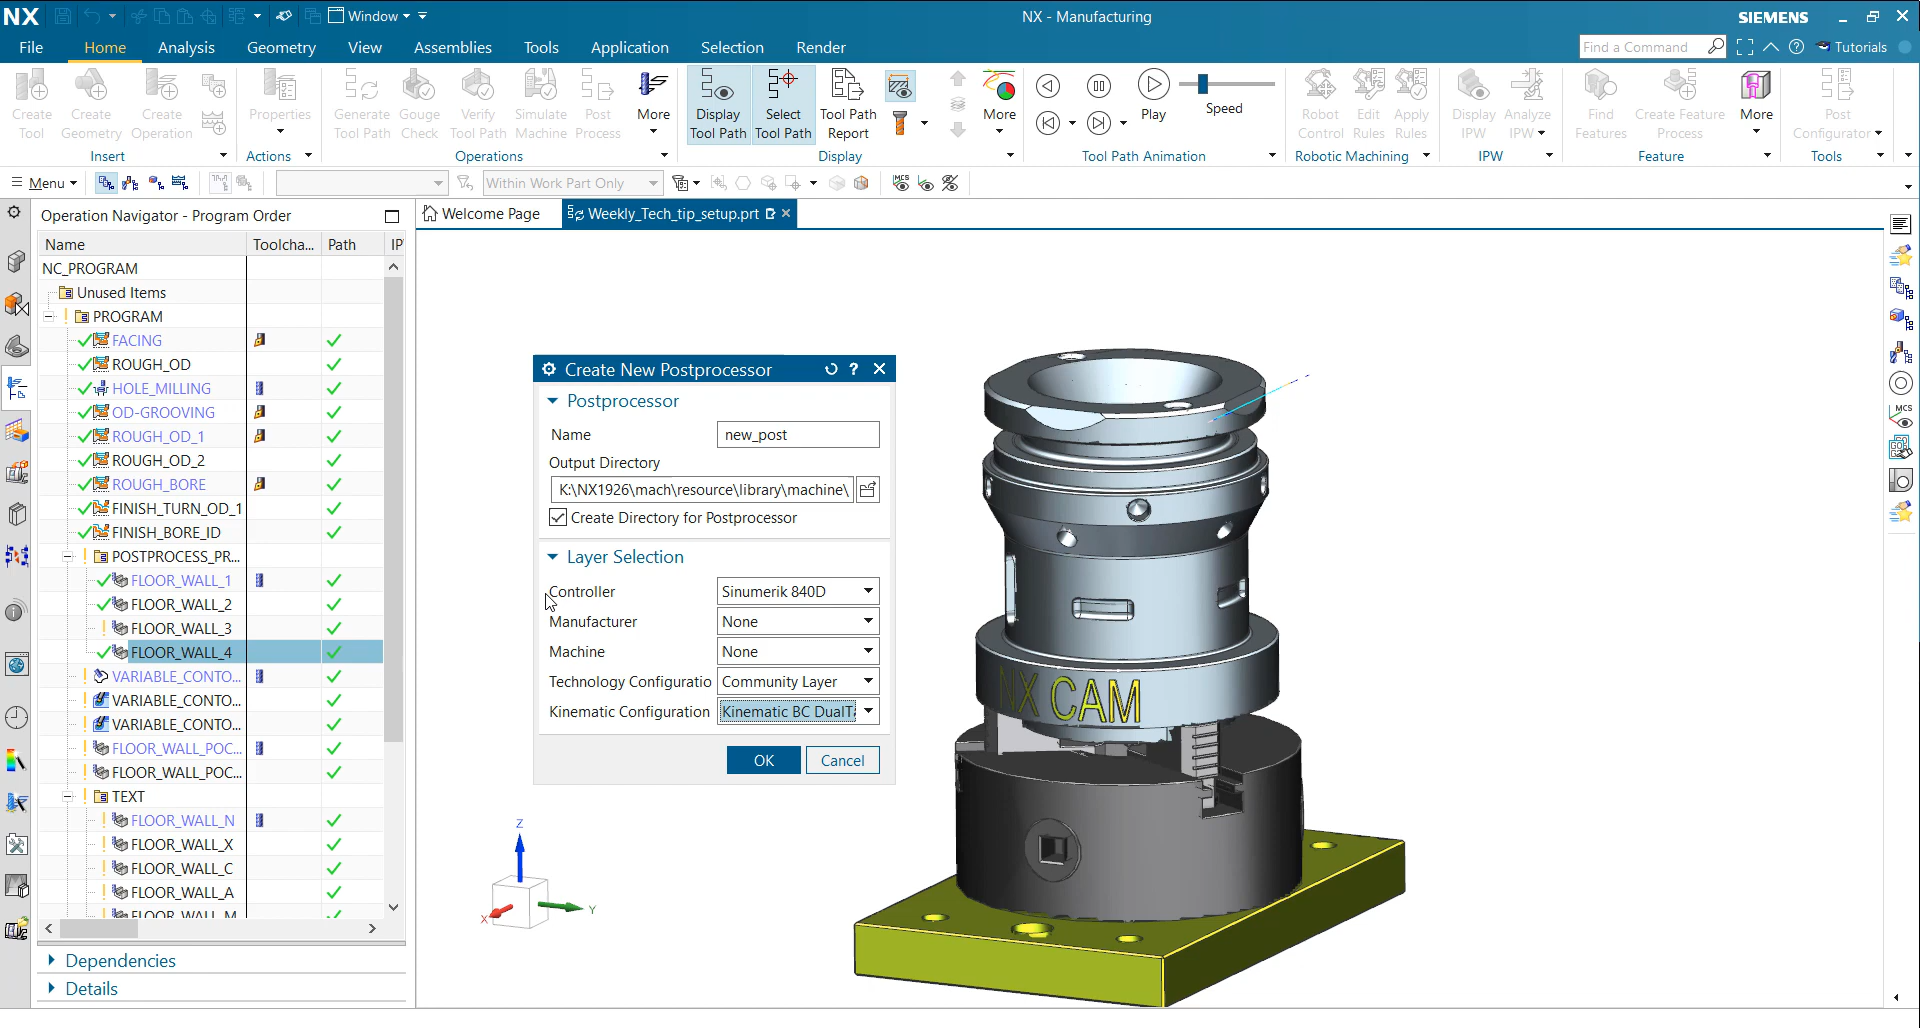 NX
Window
NX - Manufacturing
SIEMENS
File
Home
Analysis
Geometry
View
Assemblies
Tools
Application
Selection
Render
Find a Command
Tutorials
Create Tool
Create Geometry
Create Operation
Properties
Generate Tool Path
Gouge Check
Verify Tool Path
Simulate Machine
Post Process
More
Display Tool Path
Select Tool Path
Tool Path Report
More
Play
Speed
Robot Control
Edit Rules
Apply Rules
Display IPW
Analyze IPW
Find Features
Create Feature Process
More
Post Configurator
Insert
Actions
Operations
Display
Tool Path Animation
Robotic Machining
IPW
Feature
Tools
Menu
Within Work Part Only
MCS
Operation Navigator - Program Order
Welcome Page
Weekly_Tech_tip_setup.prt
Name
Toolcha...
Path
IP
NC_PROGRAM
Unused Items
PROGRAM
FACING
ROUGH_OD
HOLE_MILLING
OD-GROOVING
ROUGH_OD_1
ROUGH_OD_2
ROUGH_BORE
FINISH_TURN_OD_1
FINISH_BORE_ID
POSTPROCESS_PR...
FLOOR_WALL_1
FLOOR_WALL_2
FLOOR_WALL_3
FLOOR_WALL_4
VARIABLE_CONTO...
VARIABLE_CONTO...
VARIABLE_CONTO...
FLOOR_WALL_POC...
FLOOR_WALL_POC...
TEXT
FLOOR_WALL_N
FLOOR_WALL_X
FLOOR_WALL_C
FLOOR_WALL_A
FLOOR_WALL_M
Dependencies
Details
Create New Postprocessor
Postprocessor
Name
new_post
Output Directory
K:\NX1926\mach\resource\library\machine\
Create Directory for Postprocessor
Layer Selection
Controller
Sinumerik 840D
Manufacturer
None
Machine
None
Technology Configuratio
Community Layer
Kinematic Configuration
Kinematic BC DualT
OK
Cancel
NX CAM
Z
X
Y
MCS